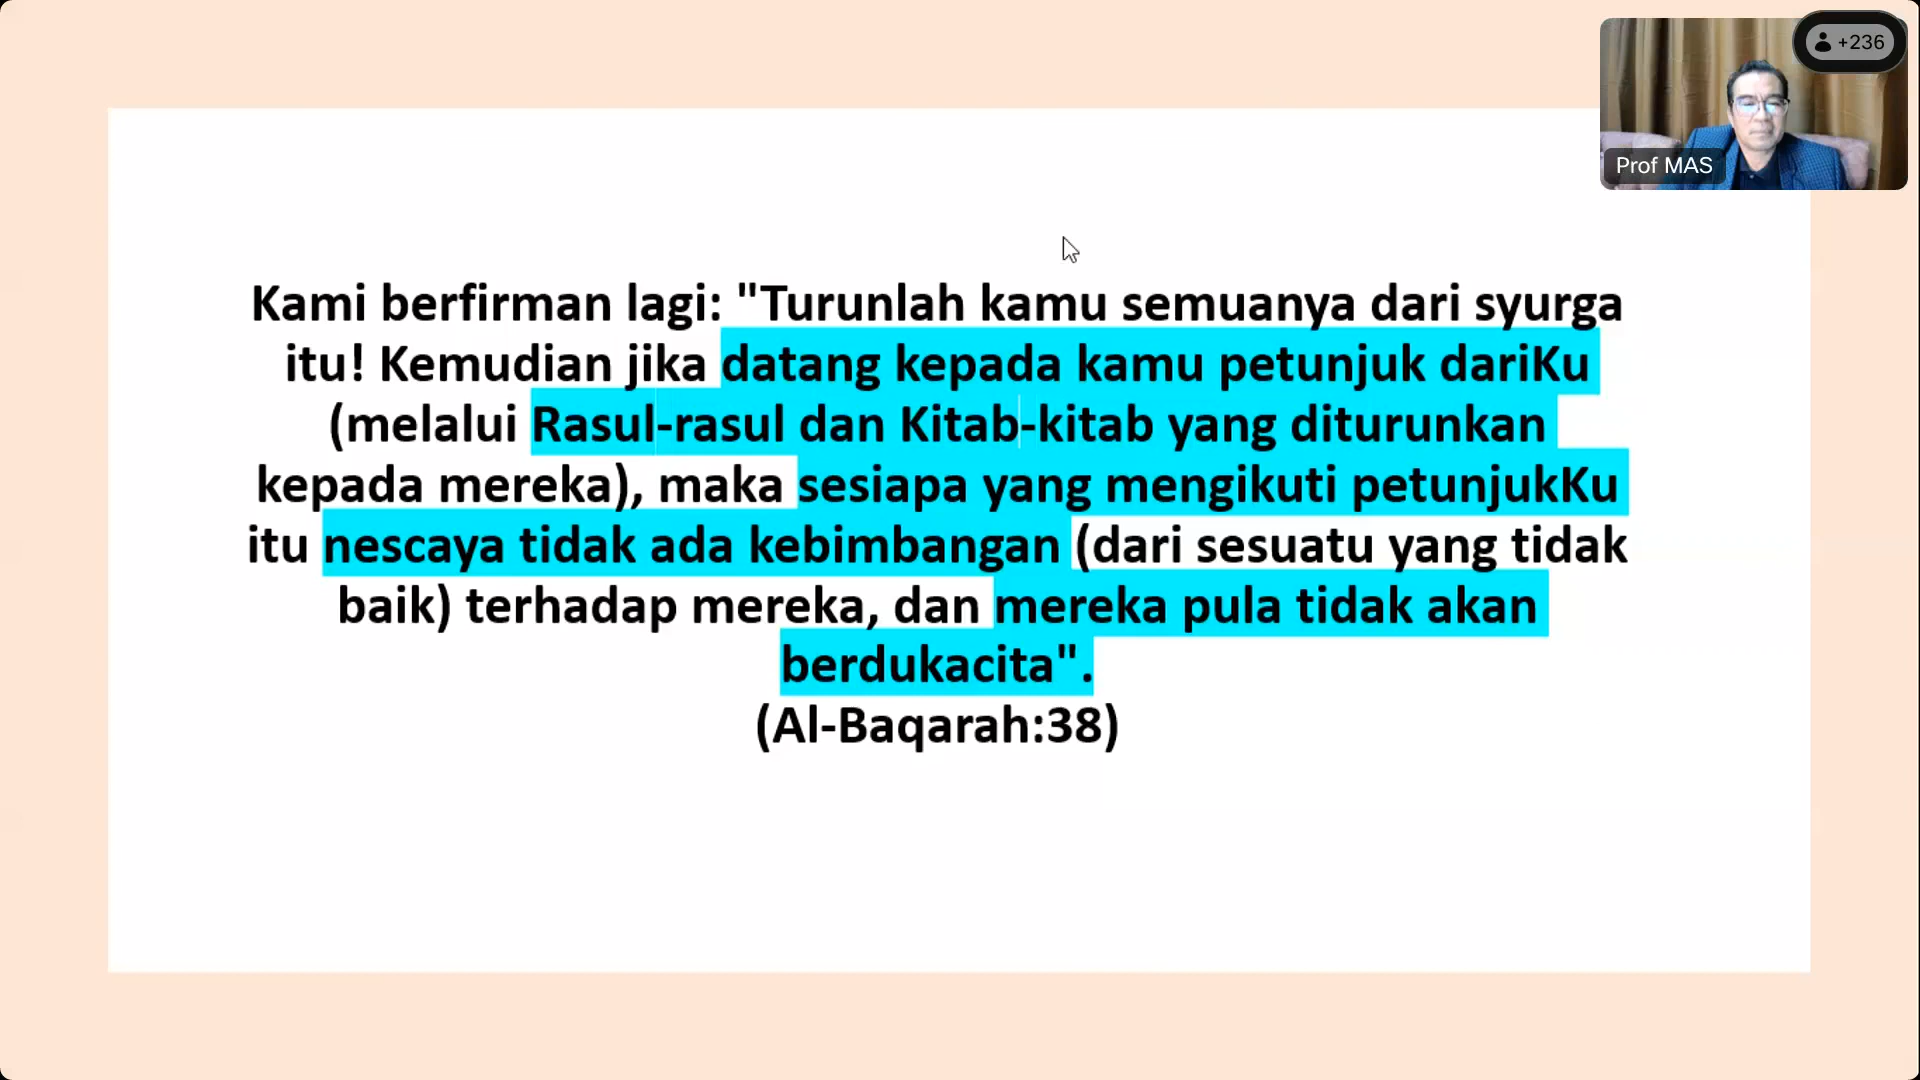 +236
Prof MAS
Kami berfirman lagi: "Turunlah kamu semuanya dari syurga
itu! Kemudian jika datang kepada kamu petunjuk dariKu
(melalui Rasul-rasul dan Kitab-kitab yang diturunkan
kepada mereka), maka sesiapa yang mengikuti petunjukKu
itu nescaya tidak ada kebimbangan (dari sesuatu yang tidak
baik) terhadap mereka, dan mereka pula tidak akan
berdukacita".
(Al-Baqarah:38)